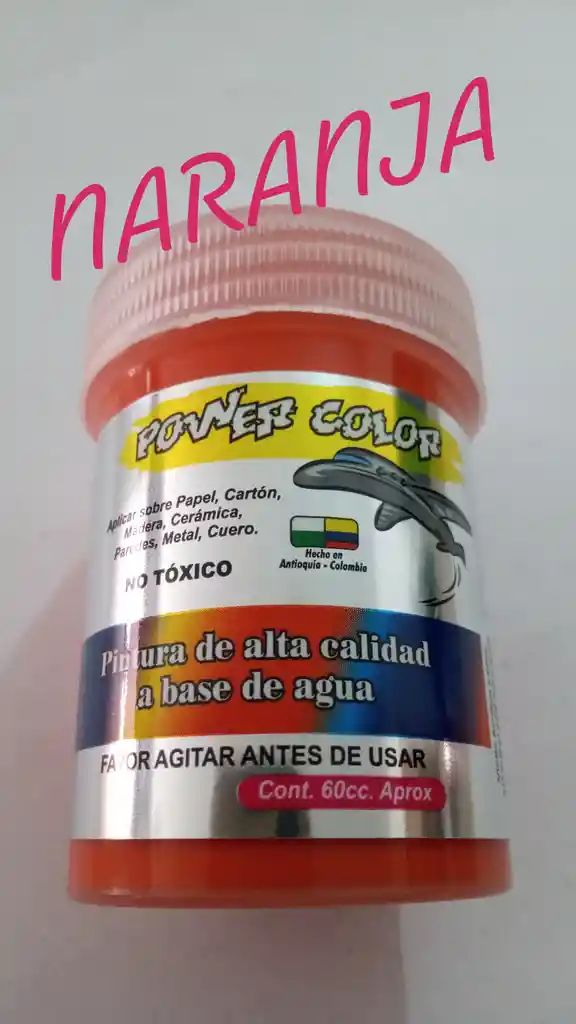 NARANJA
POWER COLOR
Aplicar sobre Papel, Cartón,
Madera, Cerámica,
Paredes, Metal, Cuero.
NO TÓXICO
Hecho en
Antioquia - Colombia
Pintura de alta calidad
a base de agua
FAVOR AGITAR ANTES DE USAR
Cont. 60cc. Aprox